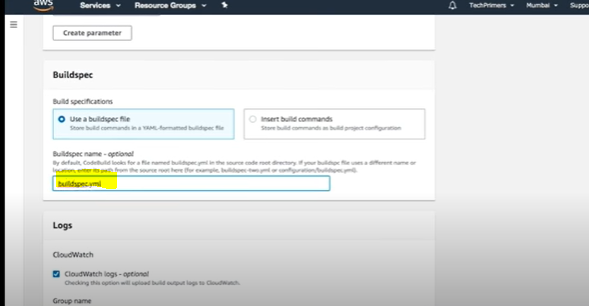 aws
Services
Resource Groups
TechPrimers
Mumbai
Suppo
Create parameter
Buildspec
Build specifications
Use a buildspec file
Store build commands in a YAML-formatted buildspec file
Insert build commands
Store build commands as build project configuration
Buildspec name - optional
By default, CodeBuild looks for a file named buildspec.yml in the source code root directory. If your buildspec file uses a different name or
location, enter its path from the source root here (for example, buildspec-two.yml or configuration/buildspec.yml).
buildspec.yml
Logs
CloudWatch
CloudWatch logs - optional
Checking this option will upload build output logs to CloudWatch.
Group name